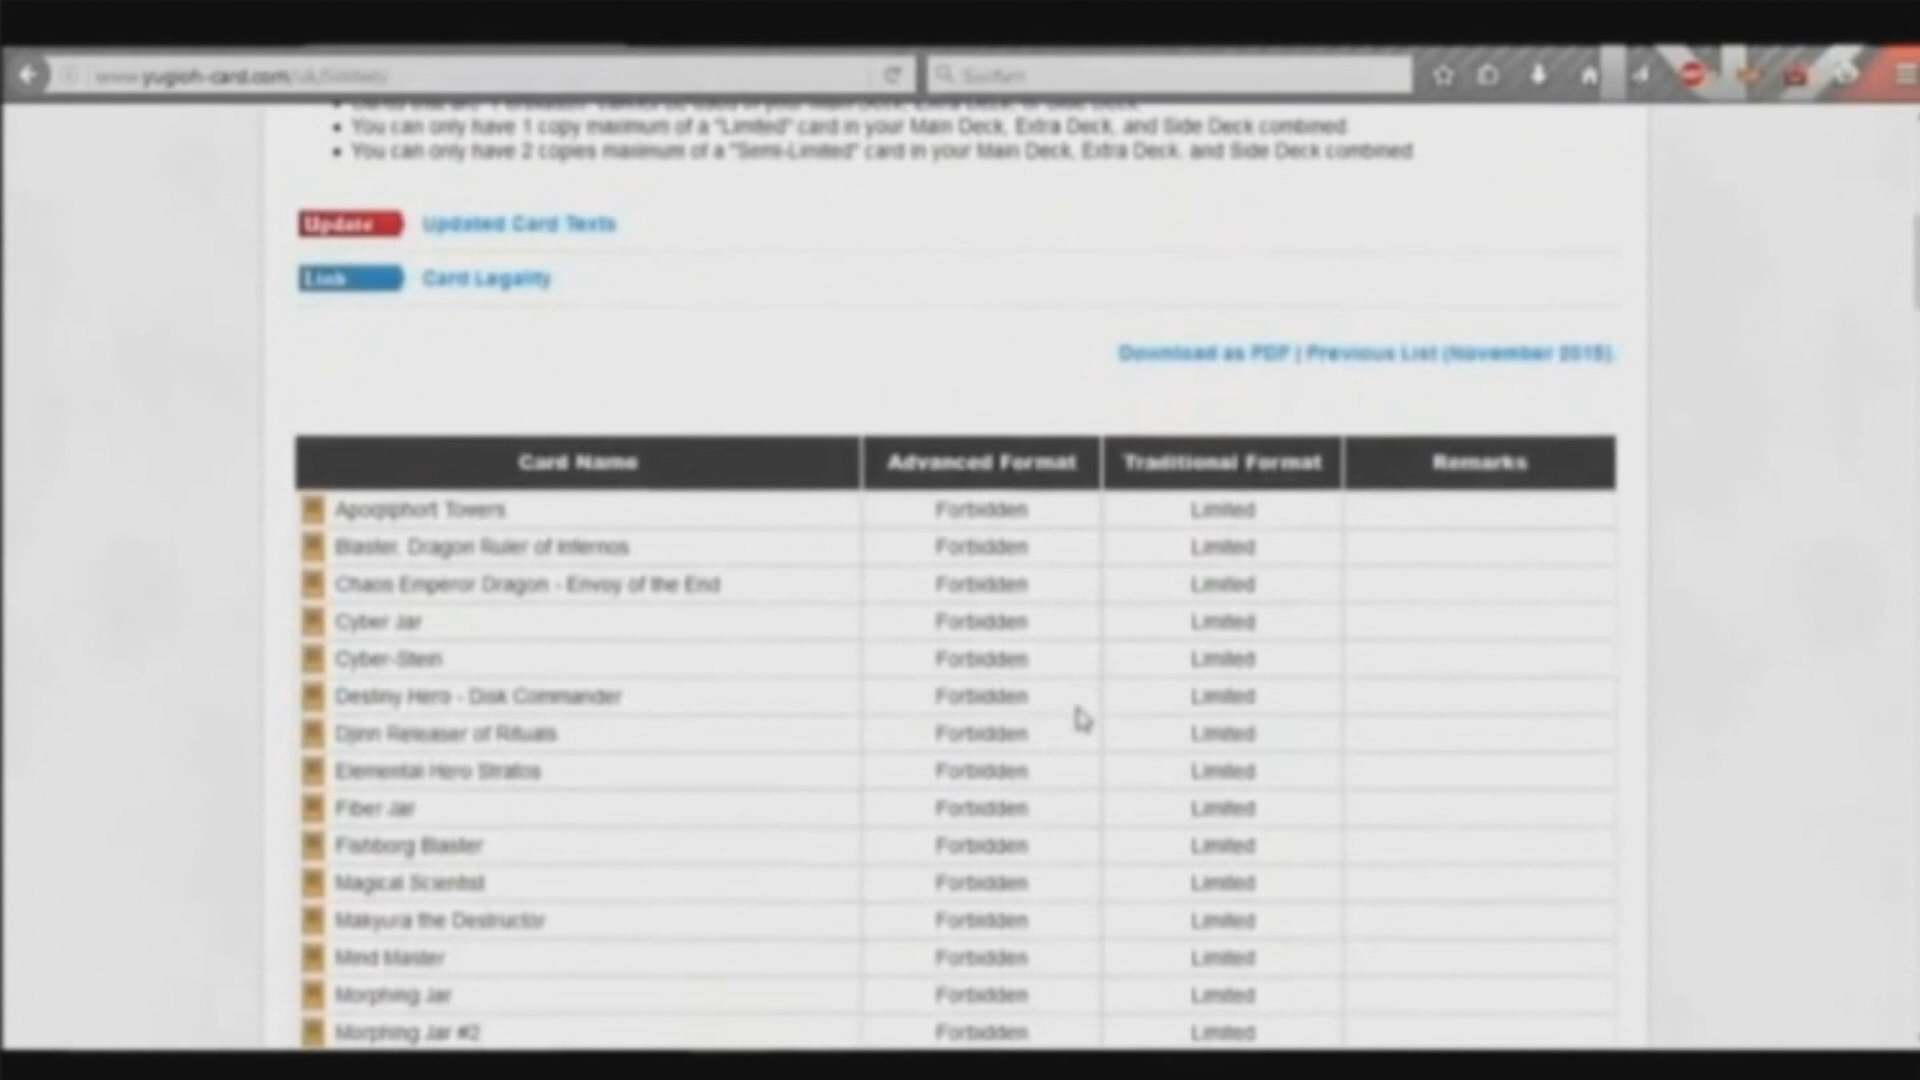 www.yugioh-card.com/uk/
Suchen
• You can only have 1 copy maximum of a "Limited" card in your Main Deck, Extra Deck, and Side Deck combined.
• You can only have 2 copies maximum of a "Semi-Limited" card in your Main Deck, Extra Deck, and Side Deck combined.
Update Updated Card Texts
Link Card Legality
Download as PDF | Previous List (November 2015)
Card Name Advanced Format Traditional Format Remarks
Apoqliphort Towers Forbidden Limited
Blaster, Dragon Ruler of Infernos Forbidden Limited
Chaos Emperor Dragon - Envoy of the End Forbidden Limited
Cyber Jar Forbidden Limited
Cyber-Stein Forbidden Limited
Destiny Hero - Disk Commander Forbidden Limited
Djinn Releaser of Rituals Forbidden Limited
Elemental Hero Stratos Forbidden Limited
Fiber Jar Forbidden Limited
Fishborg Blaster Forbidden Limited
Magical Scientist Forbidden Limited
Makyura the Destructor Forbidden Limited
Mind Master Forbidden Limited
Morphing Jar Forbidden Limited
Morphing Jar #2 Forbidden Limited